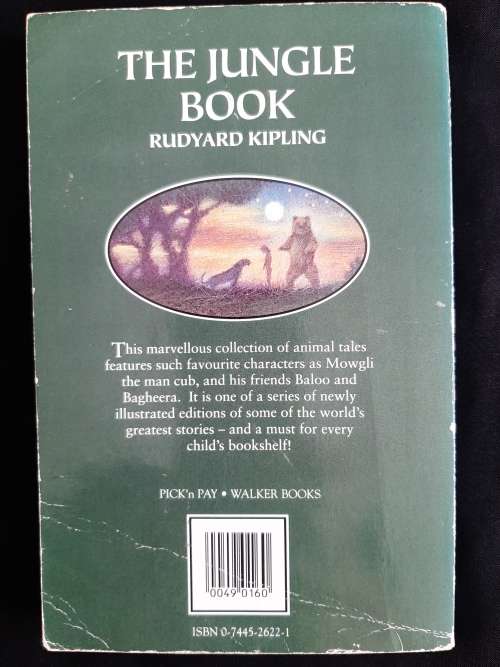 THE JUNGLE
BOOK
RUDYARD KIPLING
This marvellous collection of animal tales
features such favourite characters as Mowgli
the man cub, and his friends Baloo and
Bagheera. It is one of a series of newly
illustrated editions of some of the world's
greatest stories – and a must for every
child's bookshelf!
PICK'n PAY • WALKER BOOKS
0049 0160
ISBN 0-7445-2622-1